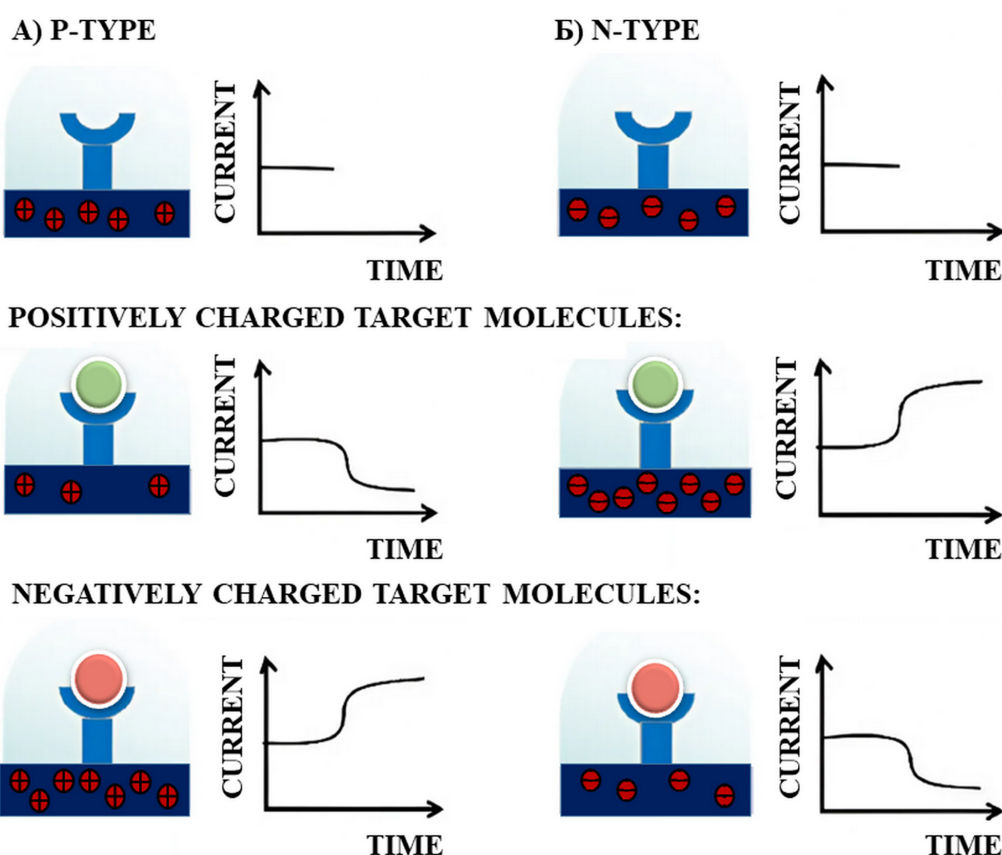 А) P-TYPE
Б) N-TYPE
CURRENT
TIME
CURRENT
TIME
POSITIVELY CHARGED TARGET MOLECULES:
CURRENT
TIME
CURRENT
TIME
NEGATIVELY CHARGED TARGET MOLECULES:
CURRENT
TIME
CURRENT
TIME